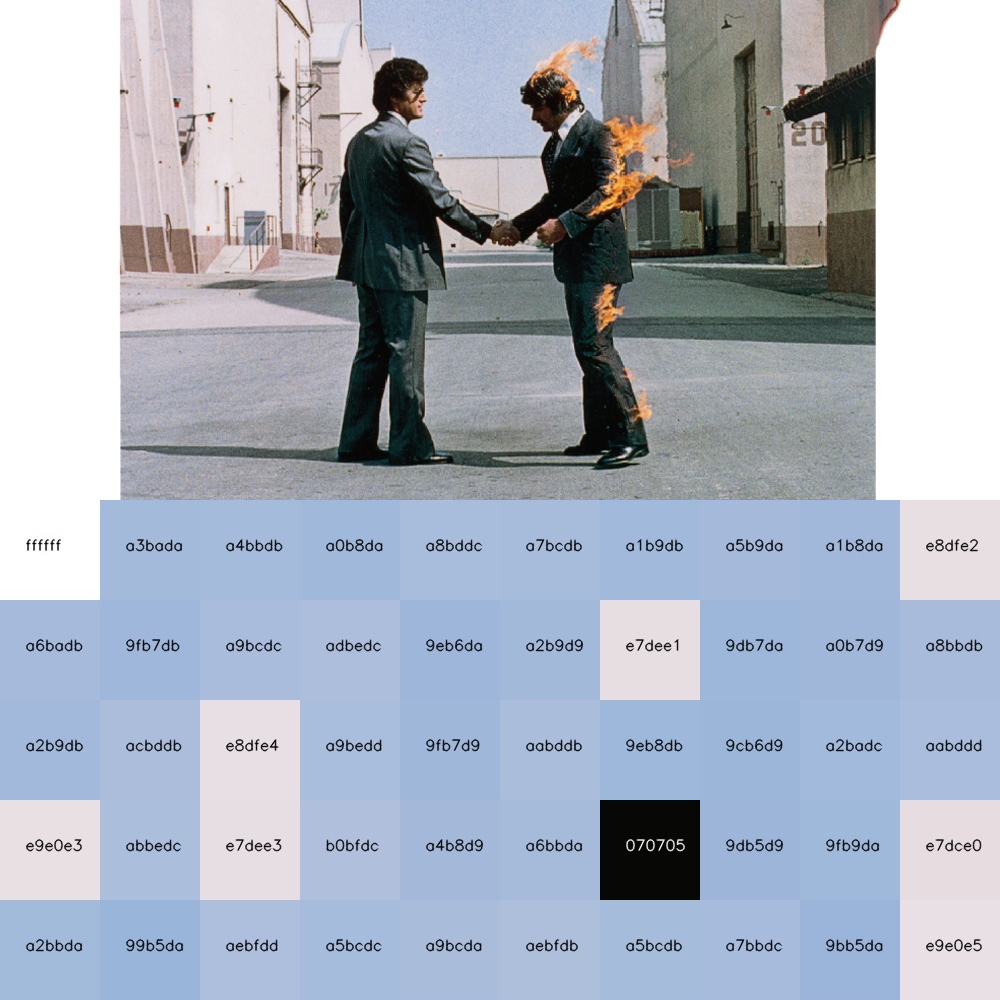 17
20
ffffff a3bada a4bbdb a0b8da a8bddc a7bcdb a1b9db a5b9da a1b8da e8dfe2
a6badb 9fb7db a9bcdc adbedc 9eb6da a2b9d9 e7dee1 9db7da a0b7d9 a8bbdb
a2b9db acbddb e8dfe4 a9bedd 9fb7d9 aabddb 9eb8db 9cb6d9 a2badc aabddd
e9e0e3 abbedc e7dee3 b0bfdc a4b8d9 a6bbda 070705 9db5d9 9fb9da e7dce0
a2bbda 99b5da aebfdd a5bcdc a9bcda aebfdb a5bcdb a7bbdc 9bb5da e9e0e5